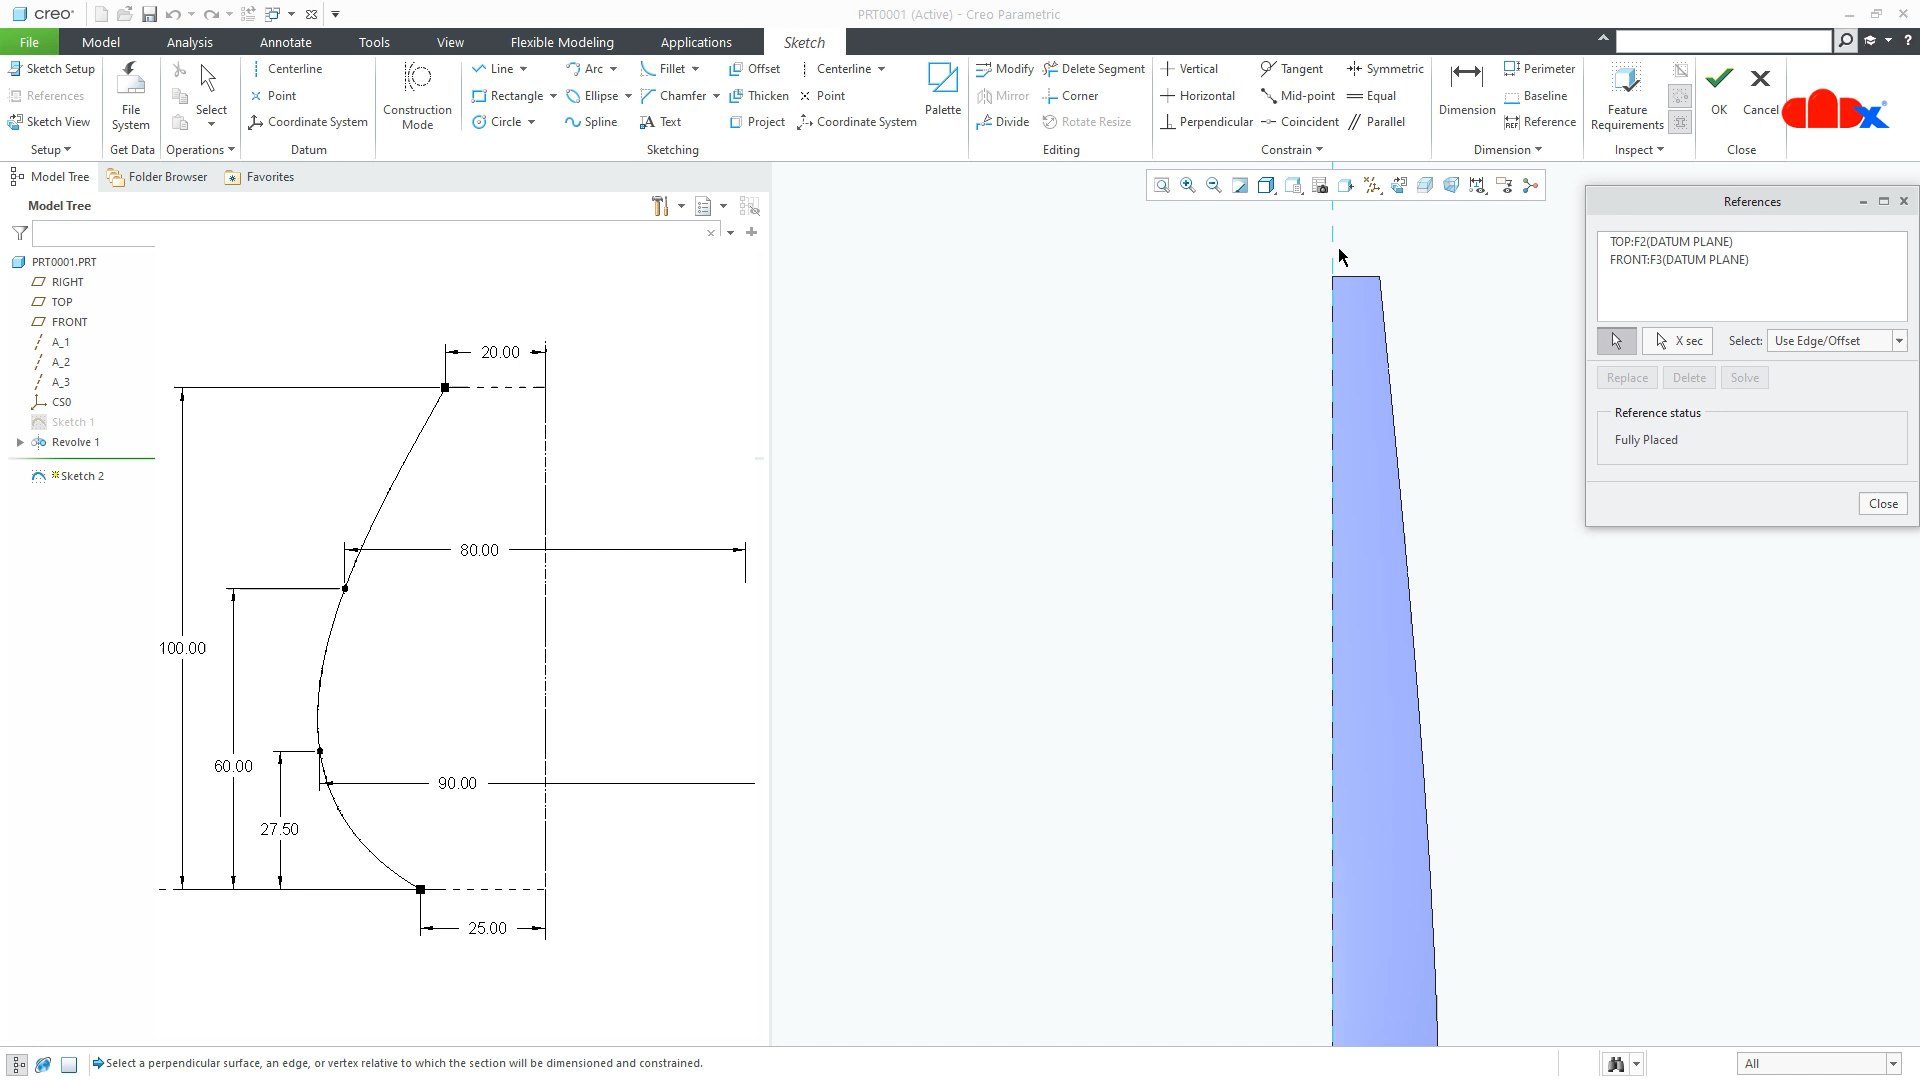 creo
PRT0001 (Active) - Creo Parametric
File
Model
Analysis
Annotate
Tools
View
Flexible Modeling
Applications
Sketch
Sketch Setup
References
Sketch View
Setup
File System
Get Data
Select
Operations
Centerline
Point
Coordinate System
Datum
Construction Mode
Line
Arc
Fillet
Offset
Centerline
Rectangle
Ellipse
Chamfer
Thicken
Point
Circle
Spline
Text
Project
Coordinate System
Palette
Sketching
Modify
Delete Segment
Mirror
Corner
Divide
Rotate Resize
Editing
Vertical
Tangent
Symmetric
Horizontal
Mid-point
Equal
Perpendicular
Coincident
Parallel
Constrain
Dimension
Perimeter
Baseline
REF
Reference
Dimension
Feature Requirements
Inspect
OK
Cancel
Close
Model Tree
Folder Browser
Favorites
Model Tree
PRT0001.PRT
RIGHT
TOP
FRONT
A_1
A_2
A_3
CS0
Sketch 1
Revolve 1
Sketch 2
20.00
80.00
100.00
60.00
90.00
27.50
25.00
References
TOP:F2(DATUM PLANE)
FRONT:F3(DATUM PLANE)
X sec
Select:
Use Edge/Offset
Replace
Delete
Solve
Reference status
Fully Placed
Close
Select a perpendicular surface, an edge, or vertex relative to which the section will be dimensioned and constrained.
All